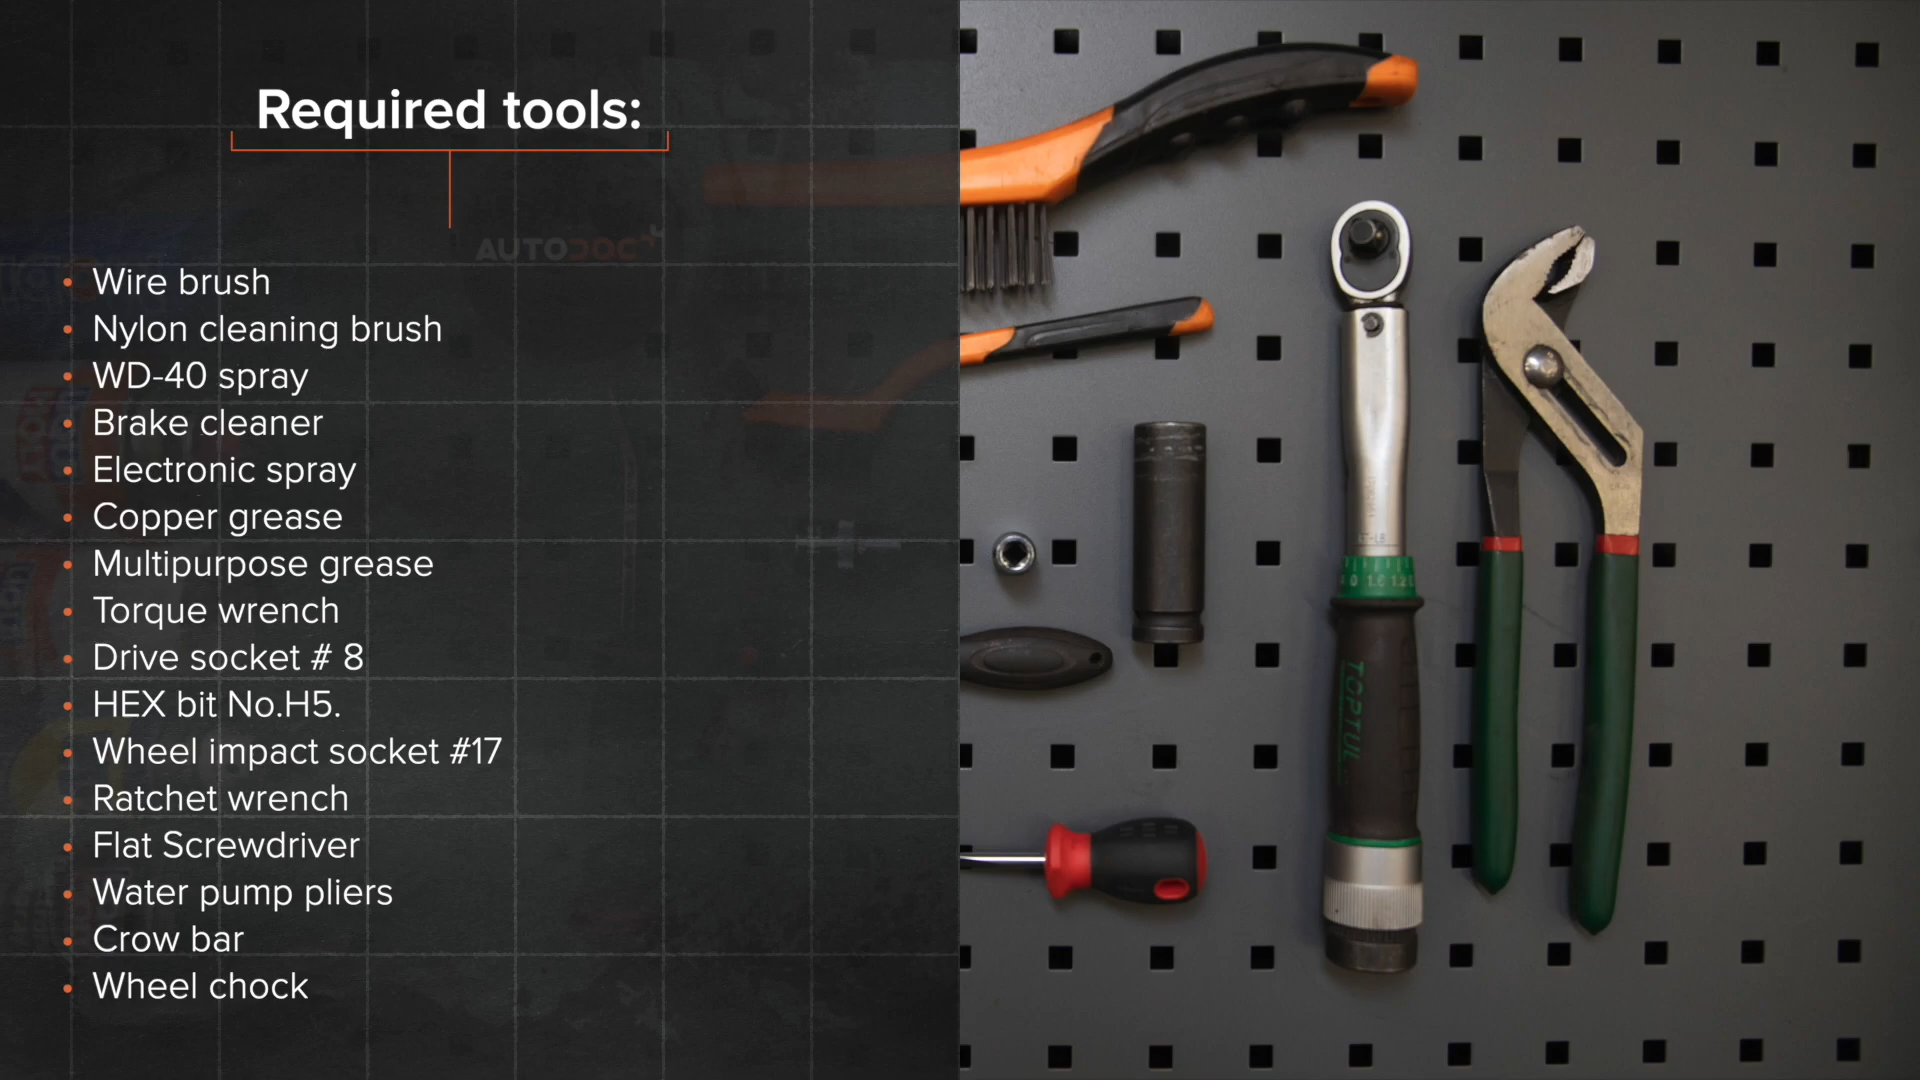 Required tools:
AUTODOC
Wire brush
Nylon cleaning brush
WD-40 spray
Brake cleaner
Electronic spray
Copper grease
Multipurpose grease
Torque wrench
Drive socket # 8
HEX bit No.H5.
Wheel impact socket #17
Ratchet wrench
Flat Screwdriver
Water pump pliers
Crow bar
Wheel chock
TOPTUL